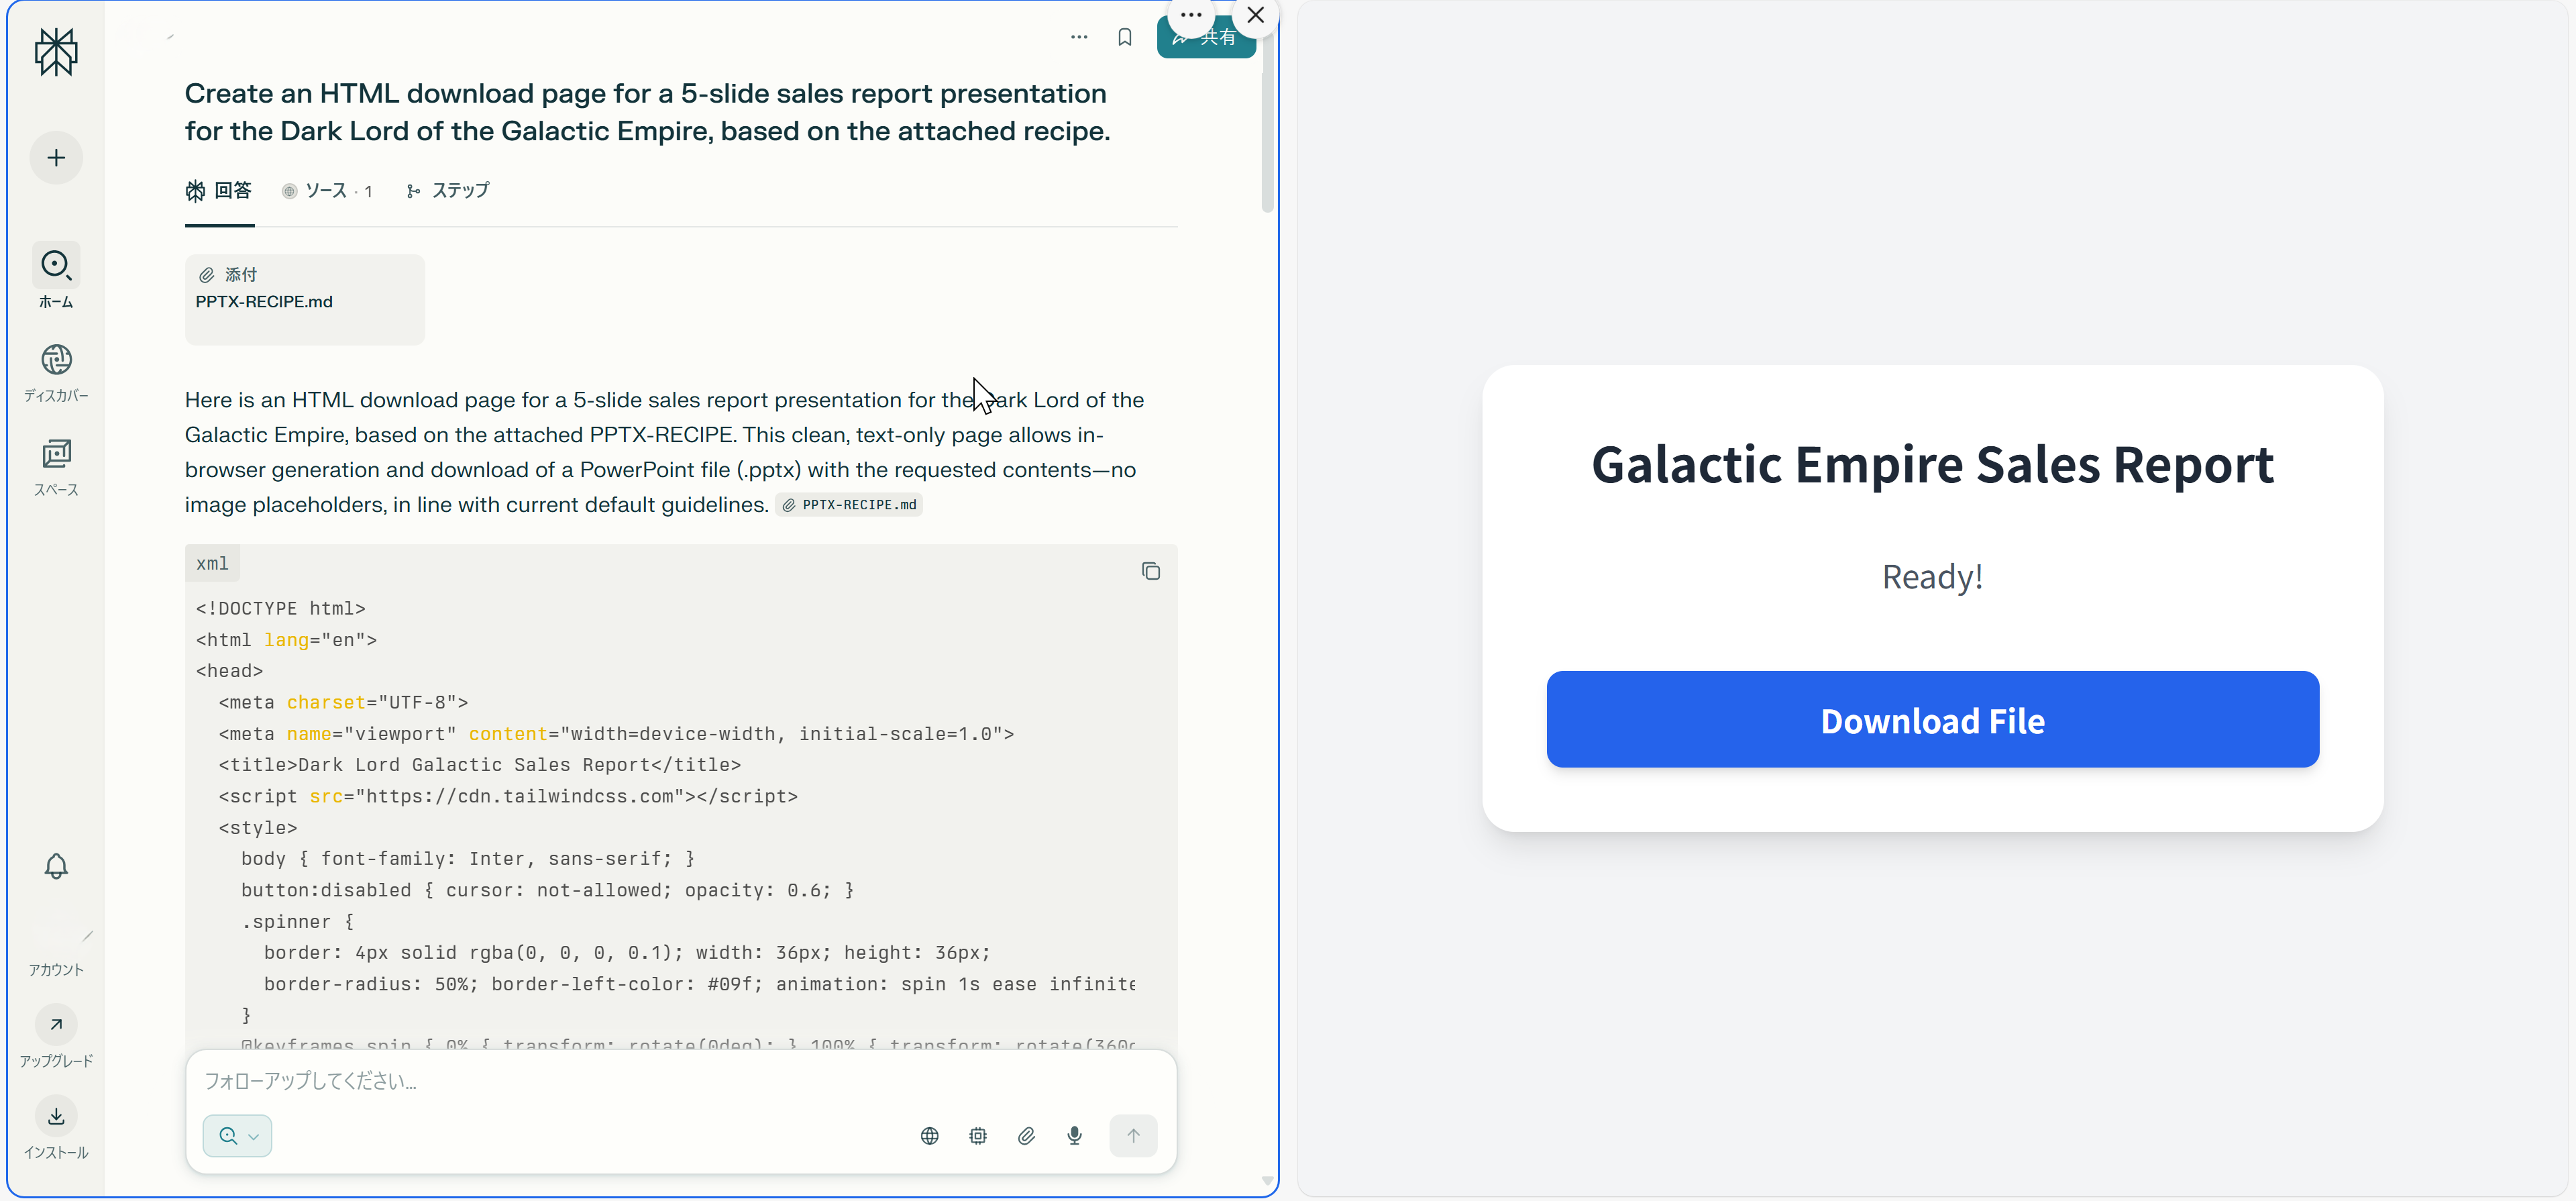 共有
Create an HTML download page for a 5-slide sales report presentation
for the Dark Lord of the Galactic Empire, based on the attached recipe.
回答
ソース · 1
ステップ
添付
PPTX-RECIPE.md
Here is an HTML download page for a 5-slide sales report presentation for the Dark Lord of the
Galactic Empire, based on the attached PPTX-RECIPE. This clean, text-only page allows in-
browser generation and download of a PowerPoint file (.pptx) with the requested contents—no
image placeholders, in line with current default guidelines. PPTX-RECIPE.md
xml
<!DOCTYPE html>
<html lang="en">
<head>
<meta charset="UTF-8">
<meta name="viewport" content="width=device-width, initial-scale=1.0">
<title>Dark Lord Galactic Sales Report</title>
<script src="https://cdn.tailwindcss.com"></script>
<style>
body { font-family: Inter, sans-serif; }
button:disabled { cursor: not-allowed; opacity: 0.6; }
.spinner {
border: 4px solid rgba(0, 0, 0, 0.1); width: 36px; height: 36px;
border-radius: 50%; border-left-color: #09f; animation: spin 1s ease infinite
}
@keyframes spin { 0% { transform: rotate(0deg); } 100% { transform: rotate(360
フォローアップしてください...
ホーム
ディスカバー
スペース
アカウント
アップグレード
インストール
Galactic Empire Sales Report
Ready!
Download File